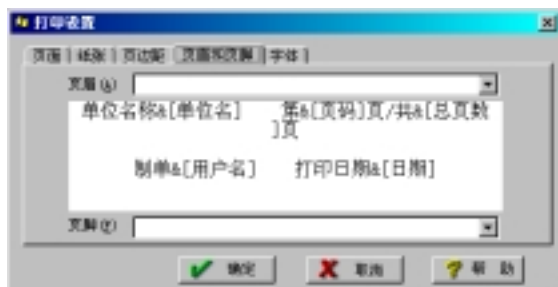 打印设置
页面 纸张 页边距 页眉和页脚 字体
页眉(A)
单位名称&[单位名] 第&[页码]页/共&[总页数
]页
制单&[用户名] 打印日期&[日期]
页脚(F)
确定 取消 帮助